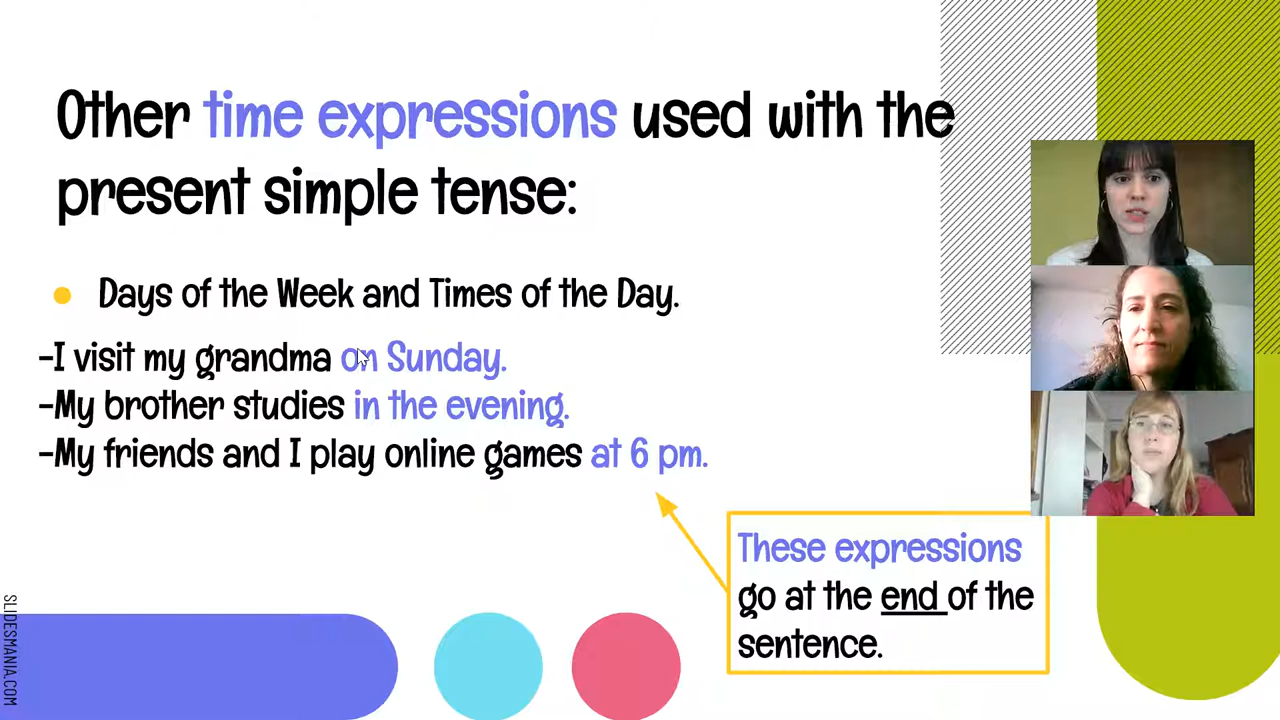 Other time expressions used with the
present simple tense:
Days of the Week and Times of the Day.
-I visit my grandma on Sunday.
-My brother studies in the evening.
-My friends and I play online games at 6 pm.
These expressions
go at the end of the
sentence.
SLIDESMANIA.COM